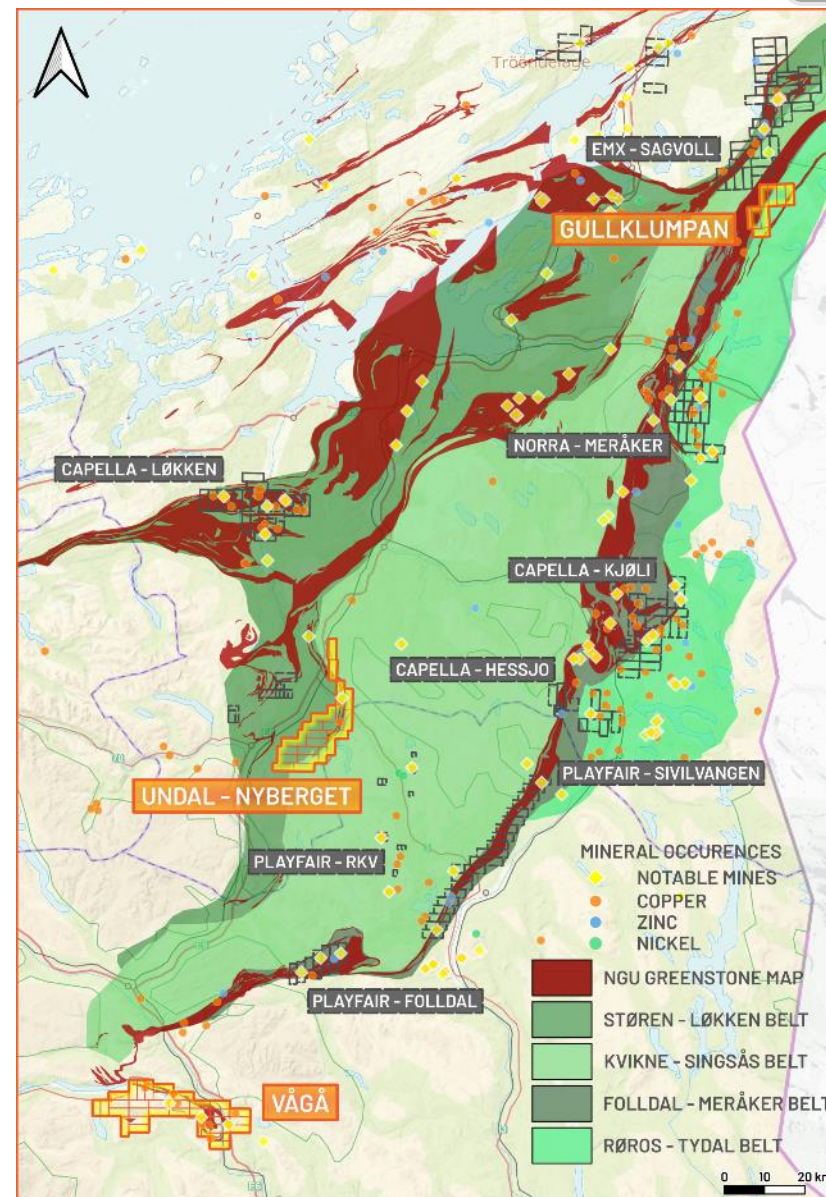 Trööndelage
EMX - SAGVOLL
GULLKLUMPAN
NORRA - MERÅKER
CAPELLA - LØKKEN
CAPELLA - KJØLI
CAPELLA - HESSJO
PLAYFAIR - SIVILVANGEN
UNDAL - NYBERGET
PLAYFAIR - RKV
PLAYFAIR - FOLLDAL
VÅGÅ
MINERAL OCCURENCES
NOTABLE MINES
COPPER
ZINC
NICKEL
NGU GREENSTONE MAP
STØREN - LØKKEN BELT
KVIKNE - SINGSÅS BELT
FOLLDAL - MERÅKER BELT
RØROS - TYDAL BELT
0 10 20 km